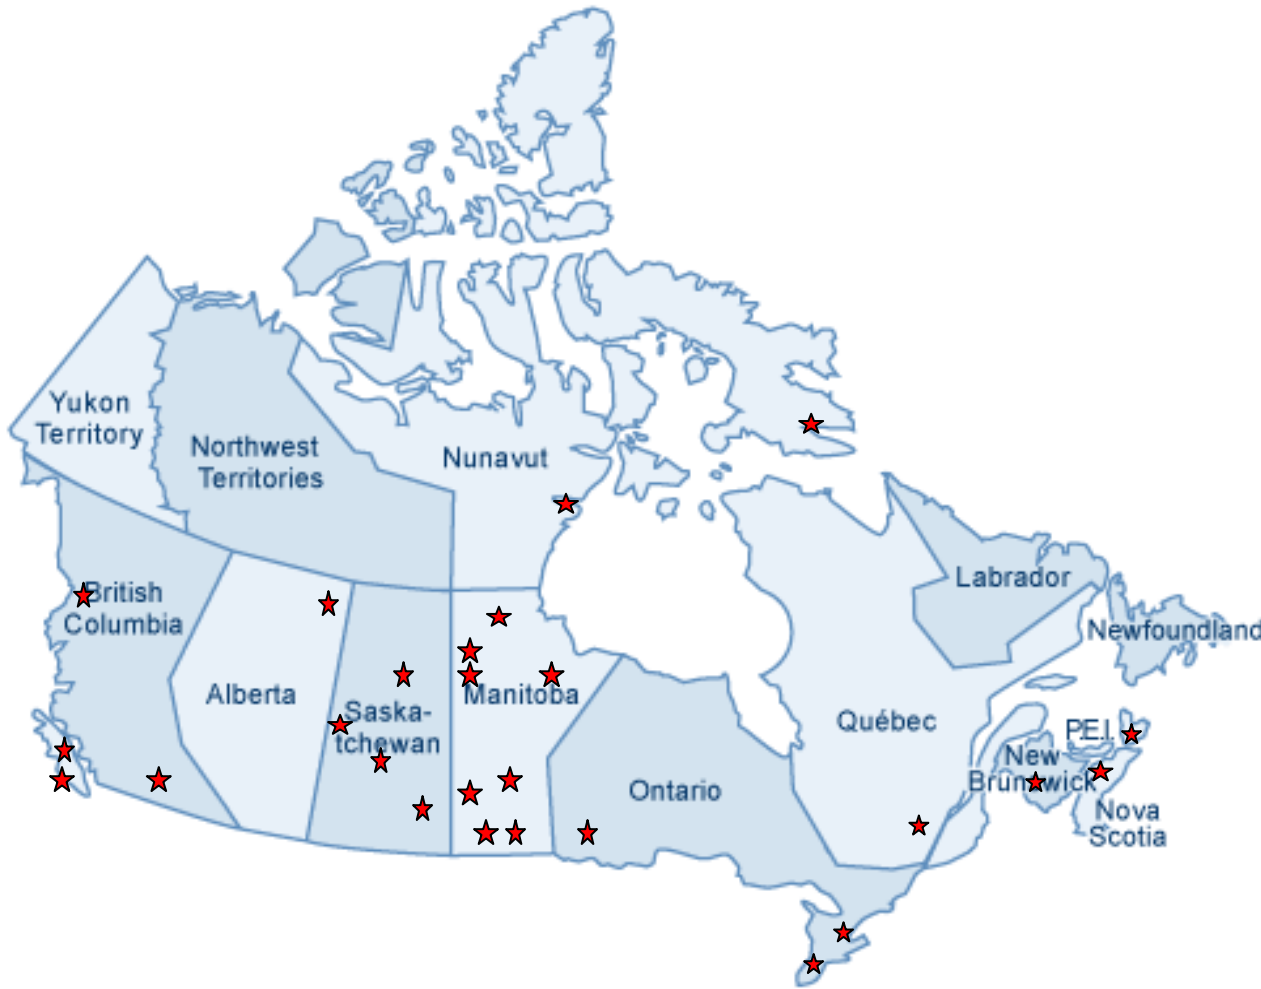 Yukon
Territory
Northwest
Territories
Nunavut
British
Columbia
Alberta
Saska-
tchewan
Manitoba
Ontario
Québec
Labrador
Newfoundland
P.E.I.
New
Brunswick
Nova
Scotia